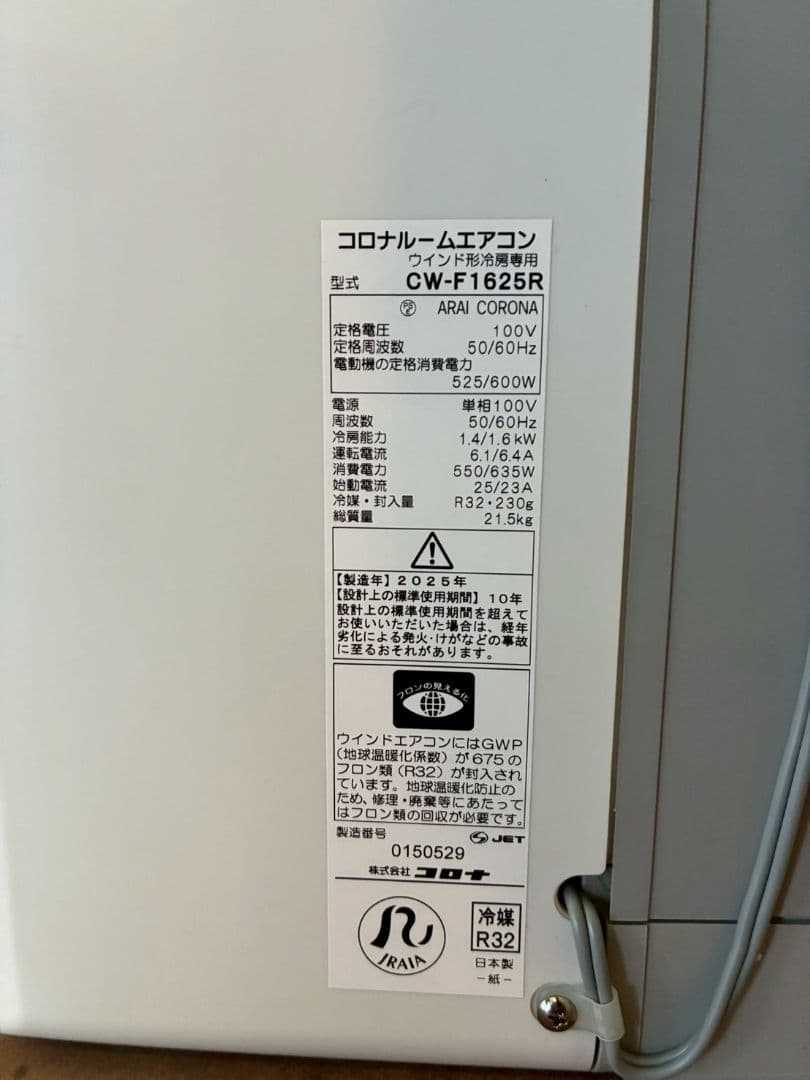 コロナルームエアコン
ウインド形冷房専用
型式 CW-F1625R
PSE ARAI CORONA
定格電圧 100V
定格周波数 50/60Hz
電動機の定格消費電力
525/600W
電源 単相100V
周波数 50/60Hz
冷房能力 1.4/1.6kW
運転電流 6.1/6.4A
消費電力 550/635W
始動電流 25/23A
冷媒・封入量 R32・230g
総質量 21.5kg
【製造年】2025年
【設計上の標準使用期間】10年
設計上の標準使用期間を超えて
お使いいただいた場合は、経年
劣化による発火・けがなどの事故
に至るおそれがあります。
フロンの見える化
ウインドエアコンにはGWP
(地球温暖化係数)が675の
フロン類(R32)が封入され
ています。地球温暖化防止の
ため、修理・廃棄等にあたって
はフロン類の回収が必要です。
製造番号 JET
0150529
株式会社コロナ
JRAIA
冷媒
R32
日本製
-紙-